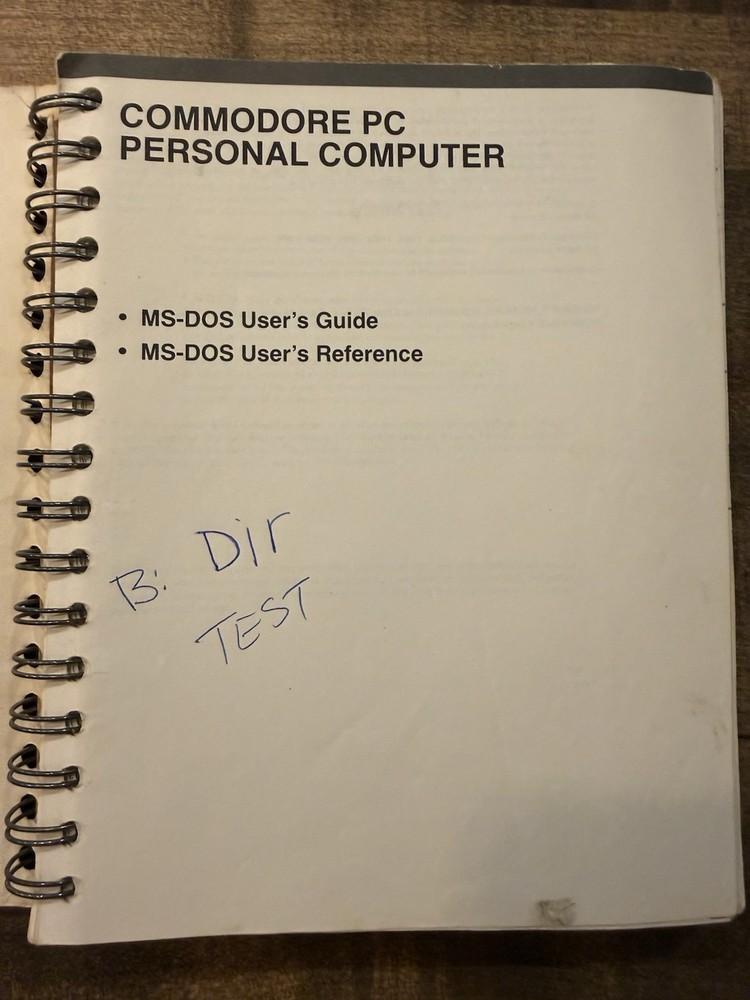 COMMODORE PC
PERSONAL COMPUTER
• MS-DOS User's Guide
• MS-DOS User's Reference
B: Dir
TEST